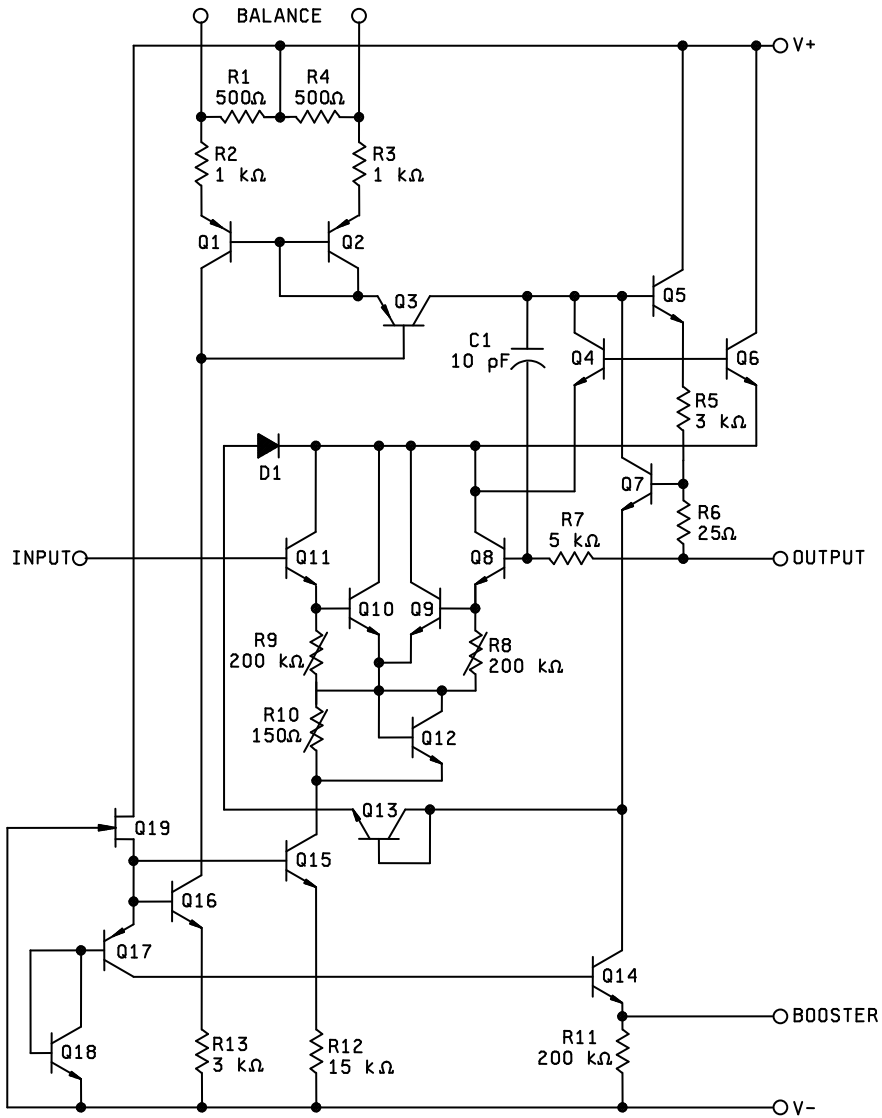 BALANCE
V+
R1
500Ω
R4
500Ω
R2
1 kΩ
R3
1 kΩ
Q1
Q2
Q3
Q5
C1
10 pF
Q4
Q6
R5
3 kΩ
D1
Q7
R6
25Ω
R7
5 kΩ
INPUT
Q11
Q8
OUTPUT
Q10
Q9
R9
200 kΩ
R8
200 kΩ
R10
150Ω
Q12
Q13
Q19
Q15
Q16
Q17
Q14
BOOSTER
Q18
R13
3 kΩ
R12
15 kΩ
R11
200 kΩ
V-